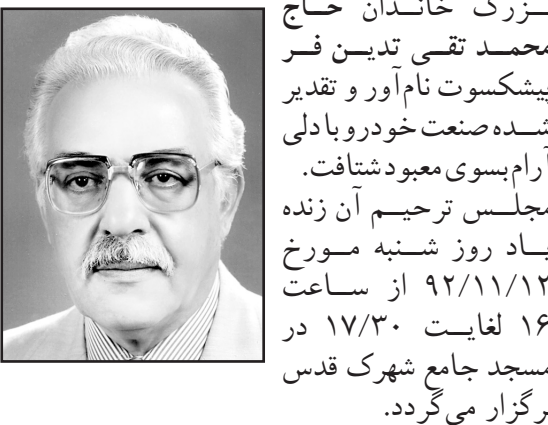 بزرگ خاندان حاج
محمد تقی تدین فر
پیشکسوت نام‌آور و تقدیر
شده صنعت خودرو با دلی
آرام بسوی معبود شتافت.
مجلس ترحیم آن زنده
یاد روز شنبه مورخ
۹۲/۱۱/۱۲ از ساعت
۱۶ لغایت ۱۷/۳۰ در
مسجد جامع شهرک قدس
برگزار می‌گردد.